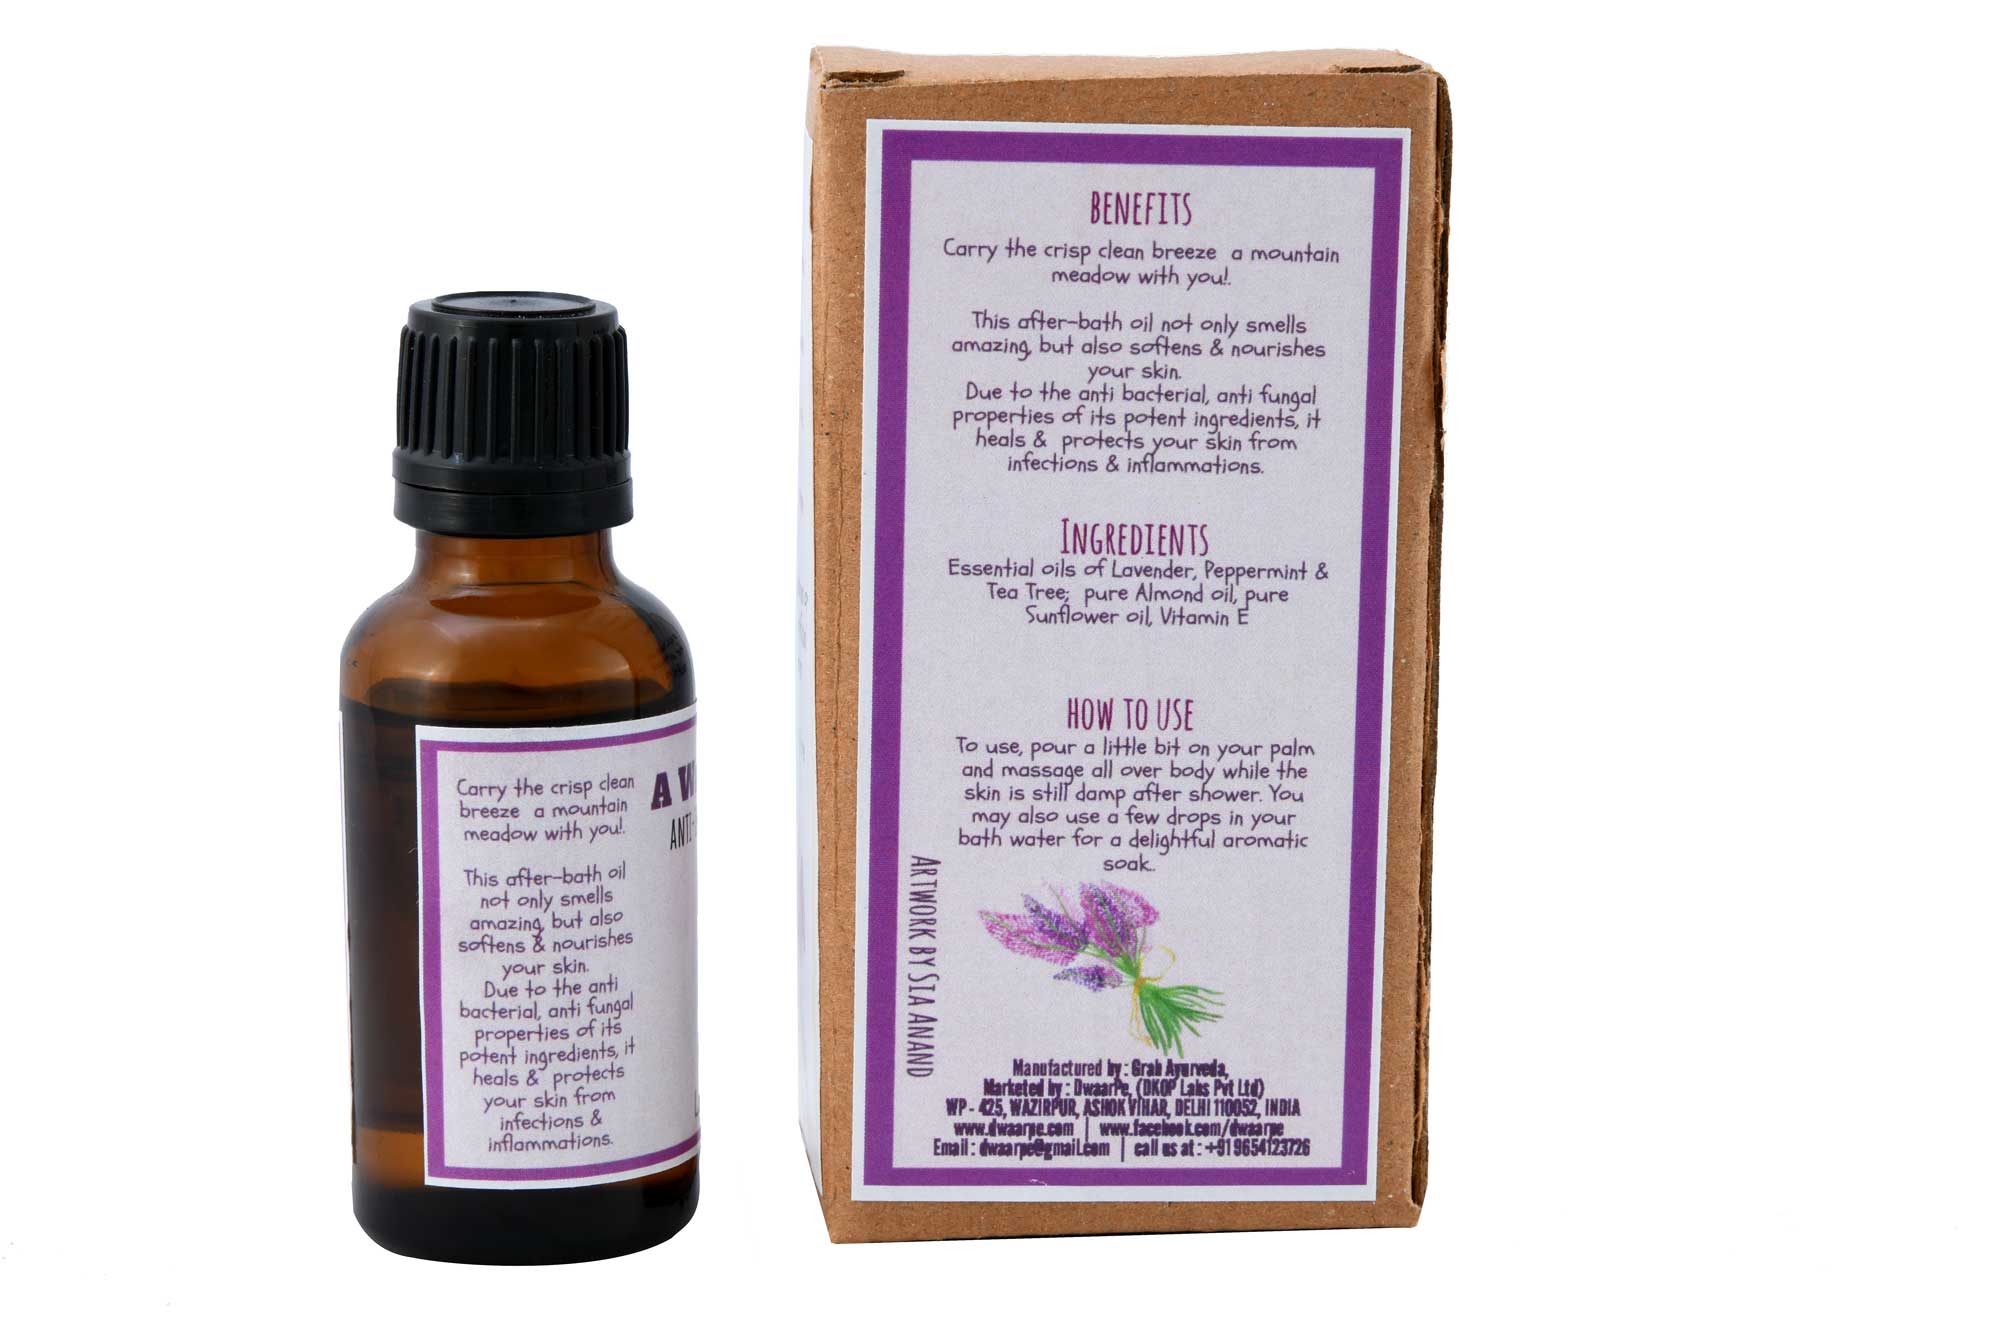 BENEFITS
Carry the crisp clean breeze a mountain
meadow with you!.
This after-bath oil not only smells
amazing, but also softens & nourishes
your skin.
Due to the anti bacterial, anti fungal
properties of its potent ingredients, it
heals & protects your skin from
infections & inflammations.
INGREDIENTS
Essential oils of Lavender, Peppermint &
Tea Tree; pure Almond oil, pure
Sunflower oil, Vitamin E
HOW TO USE
To use, pour a little bit on your palm
and massage all over body while the
skin is still damp after shower. You
may also use a few drops in your
bath water for a delightful aromatic
soak..
ARTWORK BY SIA ANAND
Manufactured by : Grah Ayurveda,
Marketed by : DwaarPe, (DKOP Labs Pvt Ltd)
WP - 425, WAZIRPUR, ASHOK VIHAR, DELHI 110052, INDIA
www.dwaarpe.com | www.facebook.com/dwaarpe
Email : dwaarpe@gmail.com | call us at : +91 9654123726
Carry the crisp clean
breeze a mountain
meadow with you!.
This after-bath oil
not only smells
amazing, but also
softens & nourishes
your skin.
Due to the anti
bacterial, anti fungal
properties of its
potent ingredients, it
heals & protects
your skin from
infections &
inflammations.
A
ANTI-